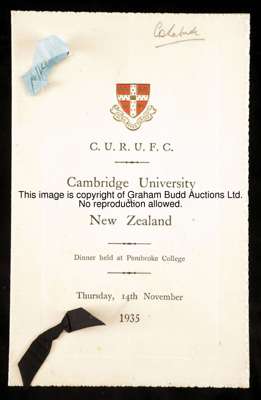 C. U. R. U. F. C.
Cambridge University
This image is copyright of Graham Budd Auctions Ltd.
No reproduction allowed.
New Zealand
Dinner held at Pembroke College
Thursday, 14th November
1935